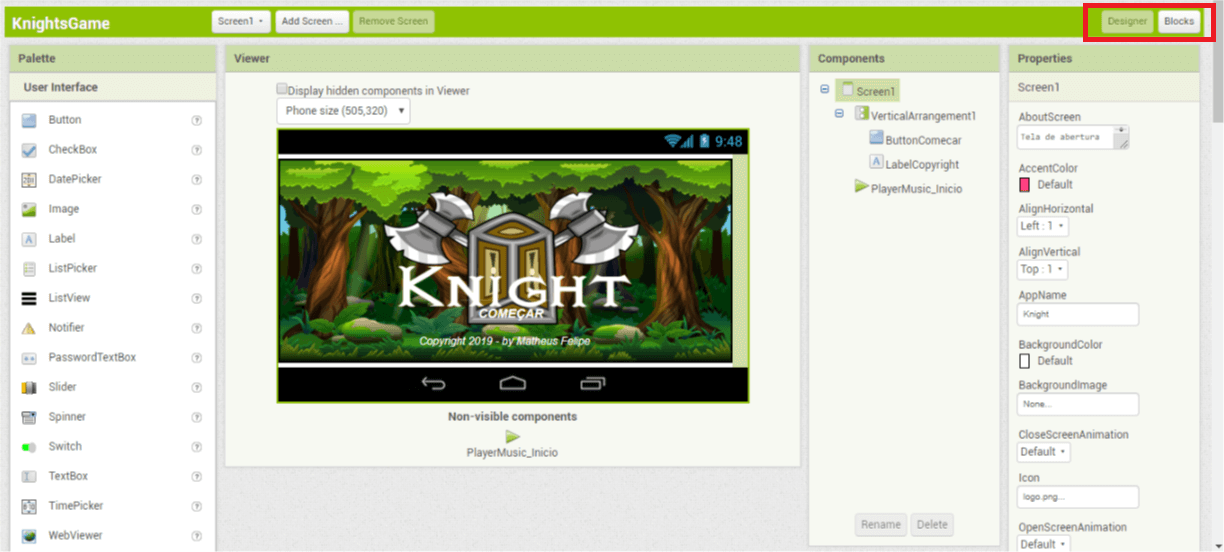 KnightsGame
Screen1
Add Screen ...
Remove Screen
Designer
Blocks
Palette
User Interface
Button
CheckBox
DatePicker
Image
Label
ListPicker
ListView
Notifier
PasswordTextBox
Slider
Spinner
Switch
TextBox
TimePicker
WebViewer
Viewer
Display hidden components in Viewer
Phone size (505,320)
9:48
KNIGHT
COMEÇAR
Copyright 2019 - by Matheus Felipe
Non-visible components
PlayerMusic_Inicio
Components
Screen1
VerticalArrangement1
ButtonComecar
A LabelCopyright
PlayerMusic_Inicio
Rename
Delete
Properties
Screen1
AboutScreen
Tela de abertura
AccentColor
Default
AlignHorizontal
Left : 1
AlignVertical
Top : 1
AppName
Knight
BackgroundColor
Default
BackgroundImage
None...
CloseScreenAnimation
Default
Icon
logo.png...
OpenScreenAnimation
Default